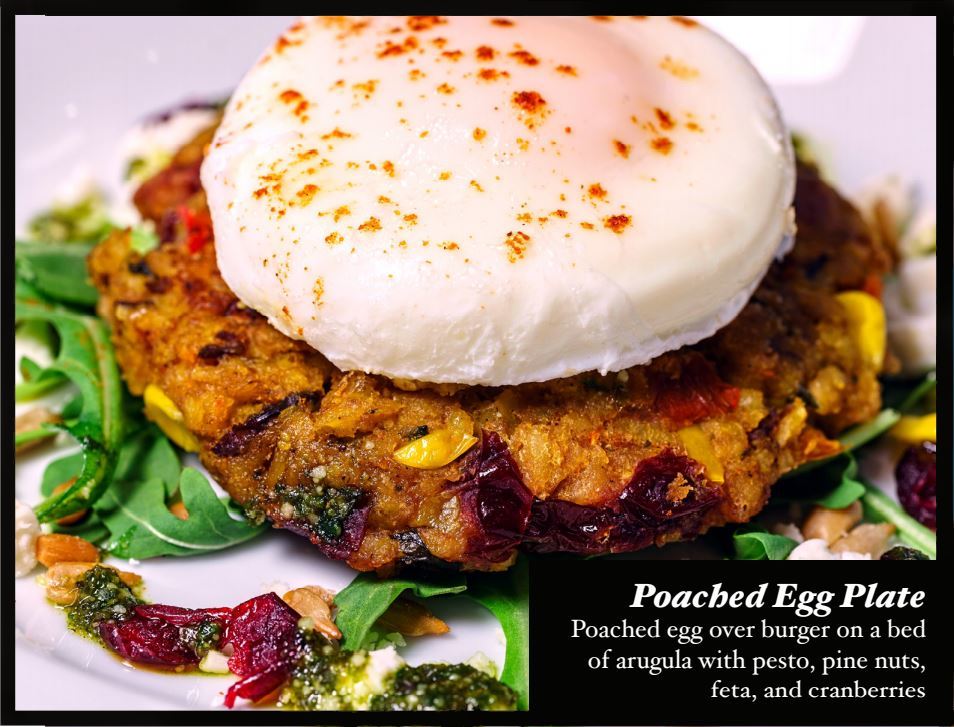 Poached Egg Plate
Poached egg over burger on a bed
of arugula with pesto, pine nuts,
feta, and cranberries